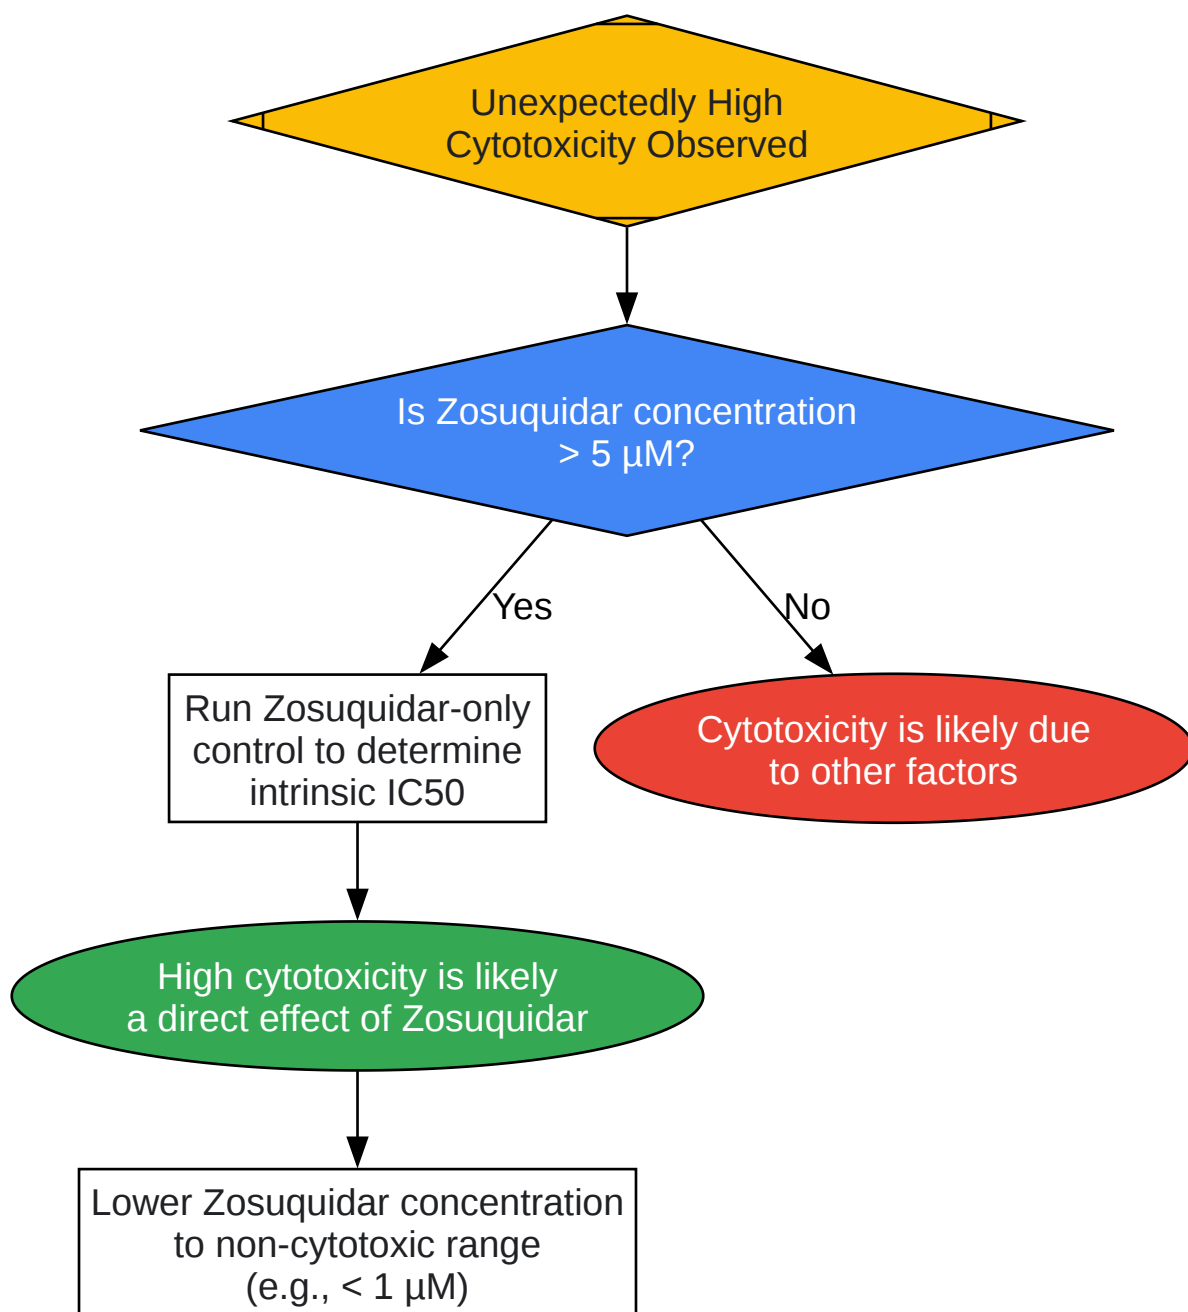 Unexpectedly High
Cytotoxicity Observed
Is Zosuquidar concentration
> 5 µM?
Yes
No
Run Zosuquidar-only
control to determine
intrinsic IC50
Cytotoxicity is likely due
to other factors
High cytotoxicity is likely
a direct effect of Zosuquidar
Lower Zosuquidar concentration
to non-cytotoxic range
(e.g., < 1 µM)